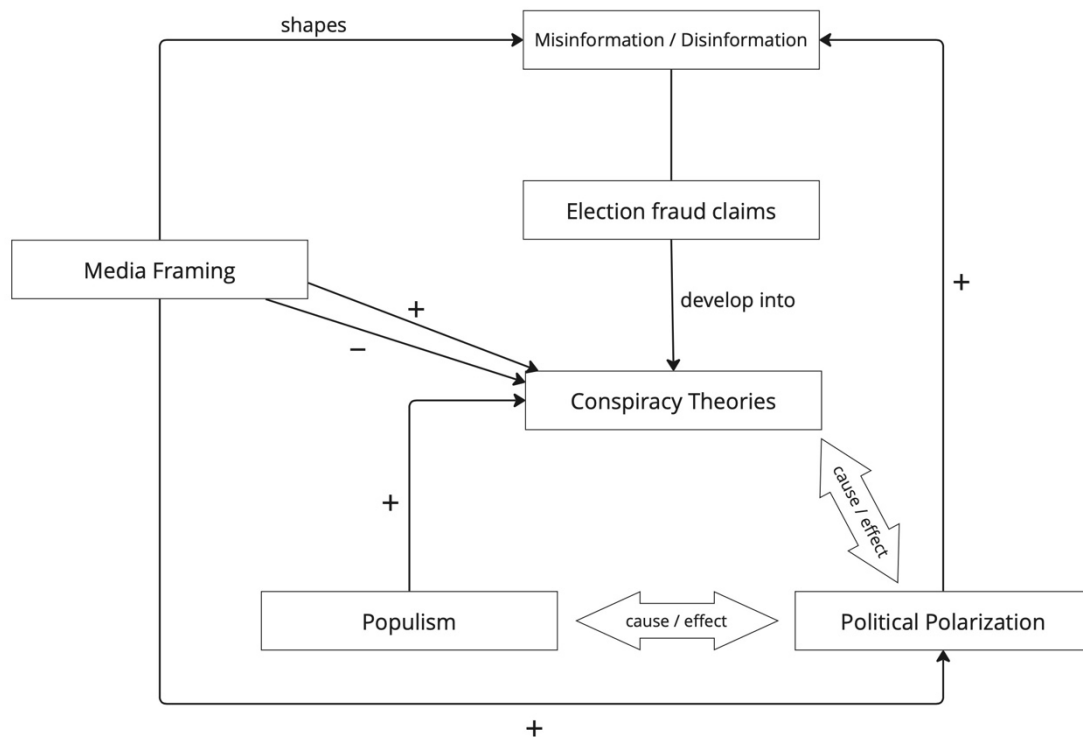 shapes
Misinformation / Disinformation
Election fraud claims
Media Framing
+
+
develop into
–
Conspiracy Theories
+
cause / effect
Populism
cause / effect
Political Polarization
+